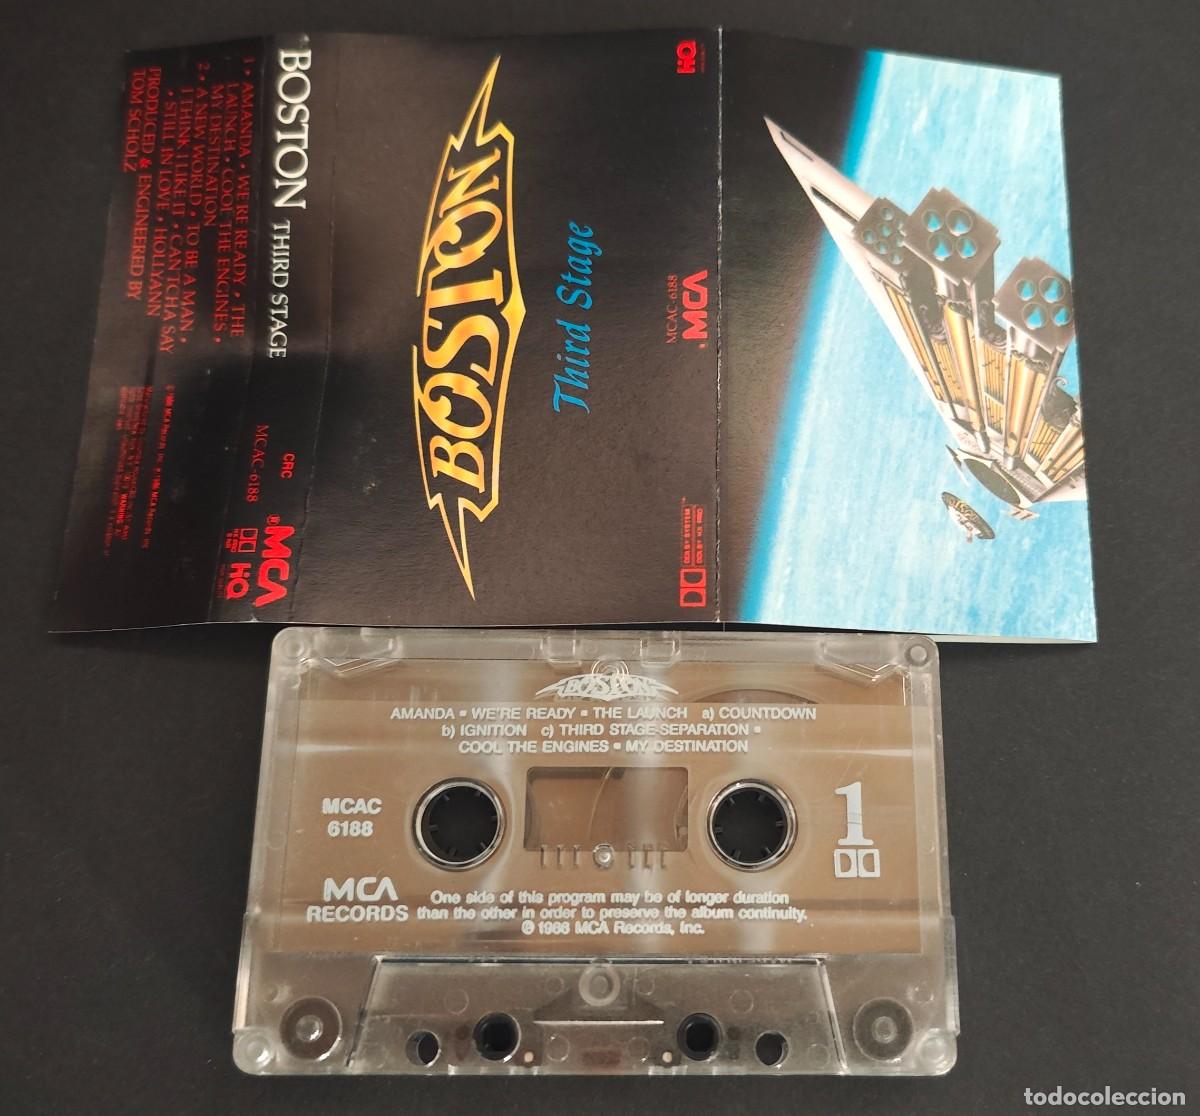 "BOSTON THIRD STAGE
1 • AMANDA • WE'RE READY • THE
LAUNCH • COOL THE ENGINES •
MY DESTINATION
2 • A NEW WORLD • TO BE A MAN •
I THINK I LIKE IT • CAN'TCHA SAY
• STILL IN LOVE • HOLLYANN
PRODUCED & ENGINEERED BY
TOM SCHOLZ
CRC
MCAC-6188
MCA
HQ
BOSTON
Third Stage
HQ
MCAC-6188
MCA
DOLBY SYSTEM
DOLBY HX PRO
BOSTON
AMANDA ▪ WE'RE READY ▪ THE LAUNCH a) COUNTDOWN
b) IGNITION c) THIRD STAGE SEPARATION ▪
COOL THE ENGINES ▪ MY DESTINATION
MCAC
6188
1
MCA
RECORDS
One side of this program may be of longer duration
than the other in order to preserve the album continuity.
℗ 1986 MCA Records, Inc.
todocoleccion